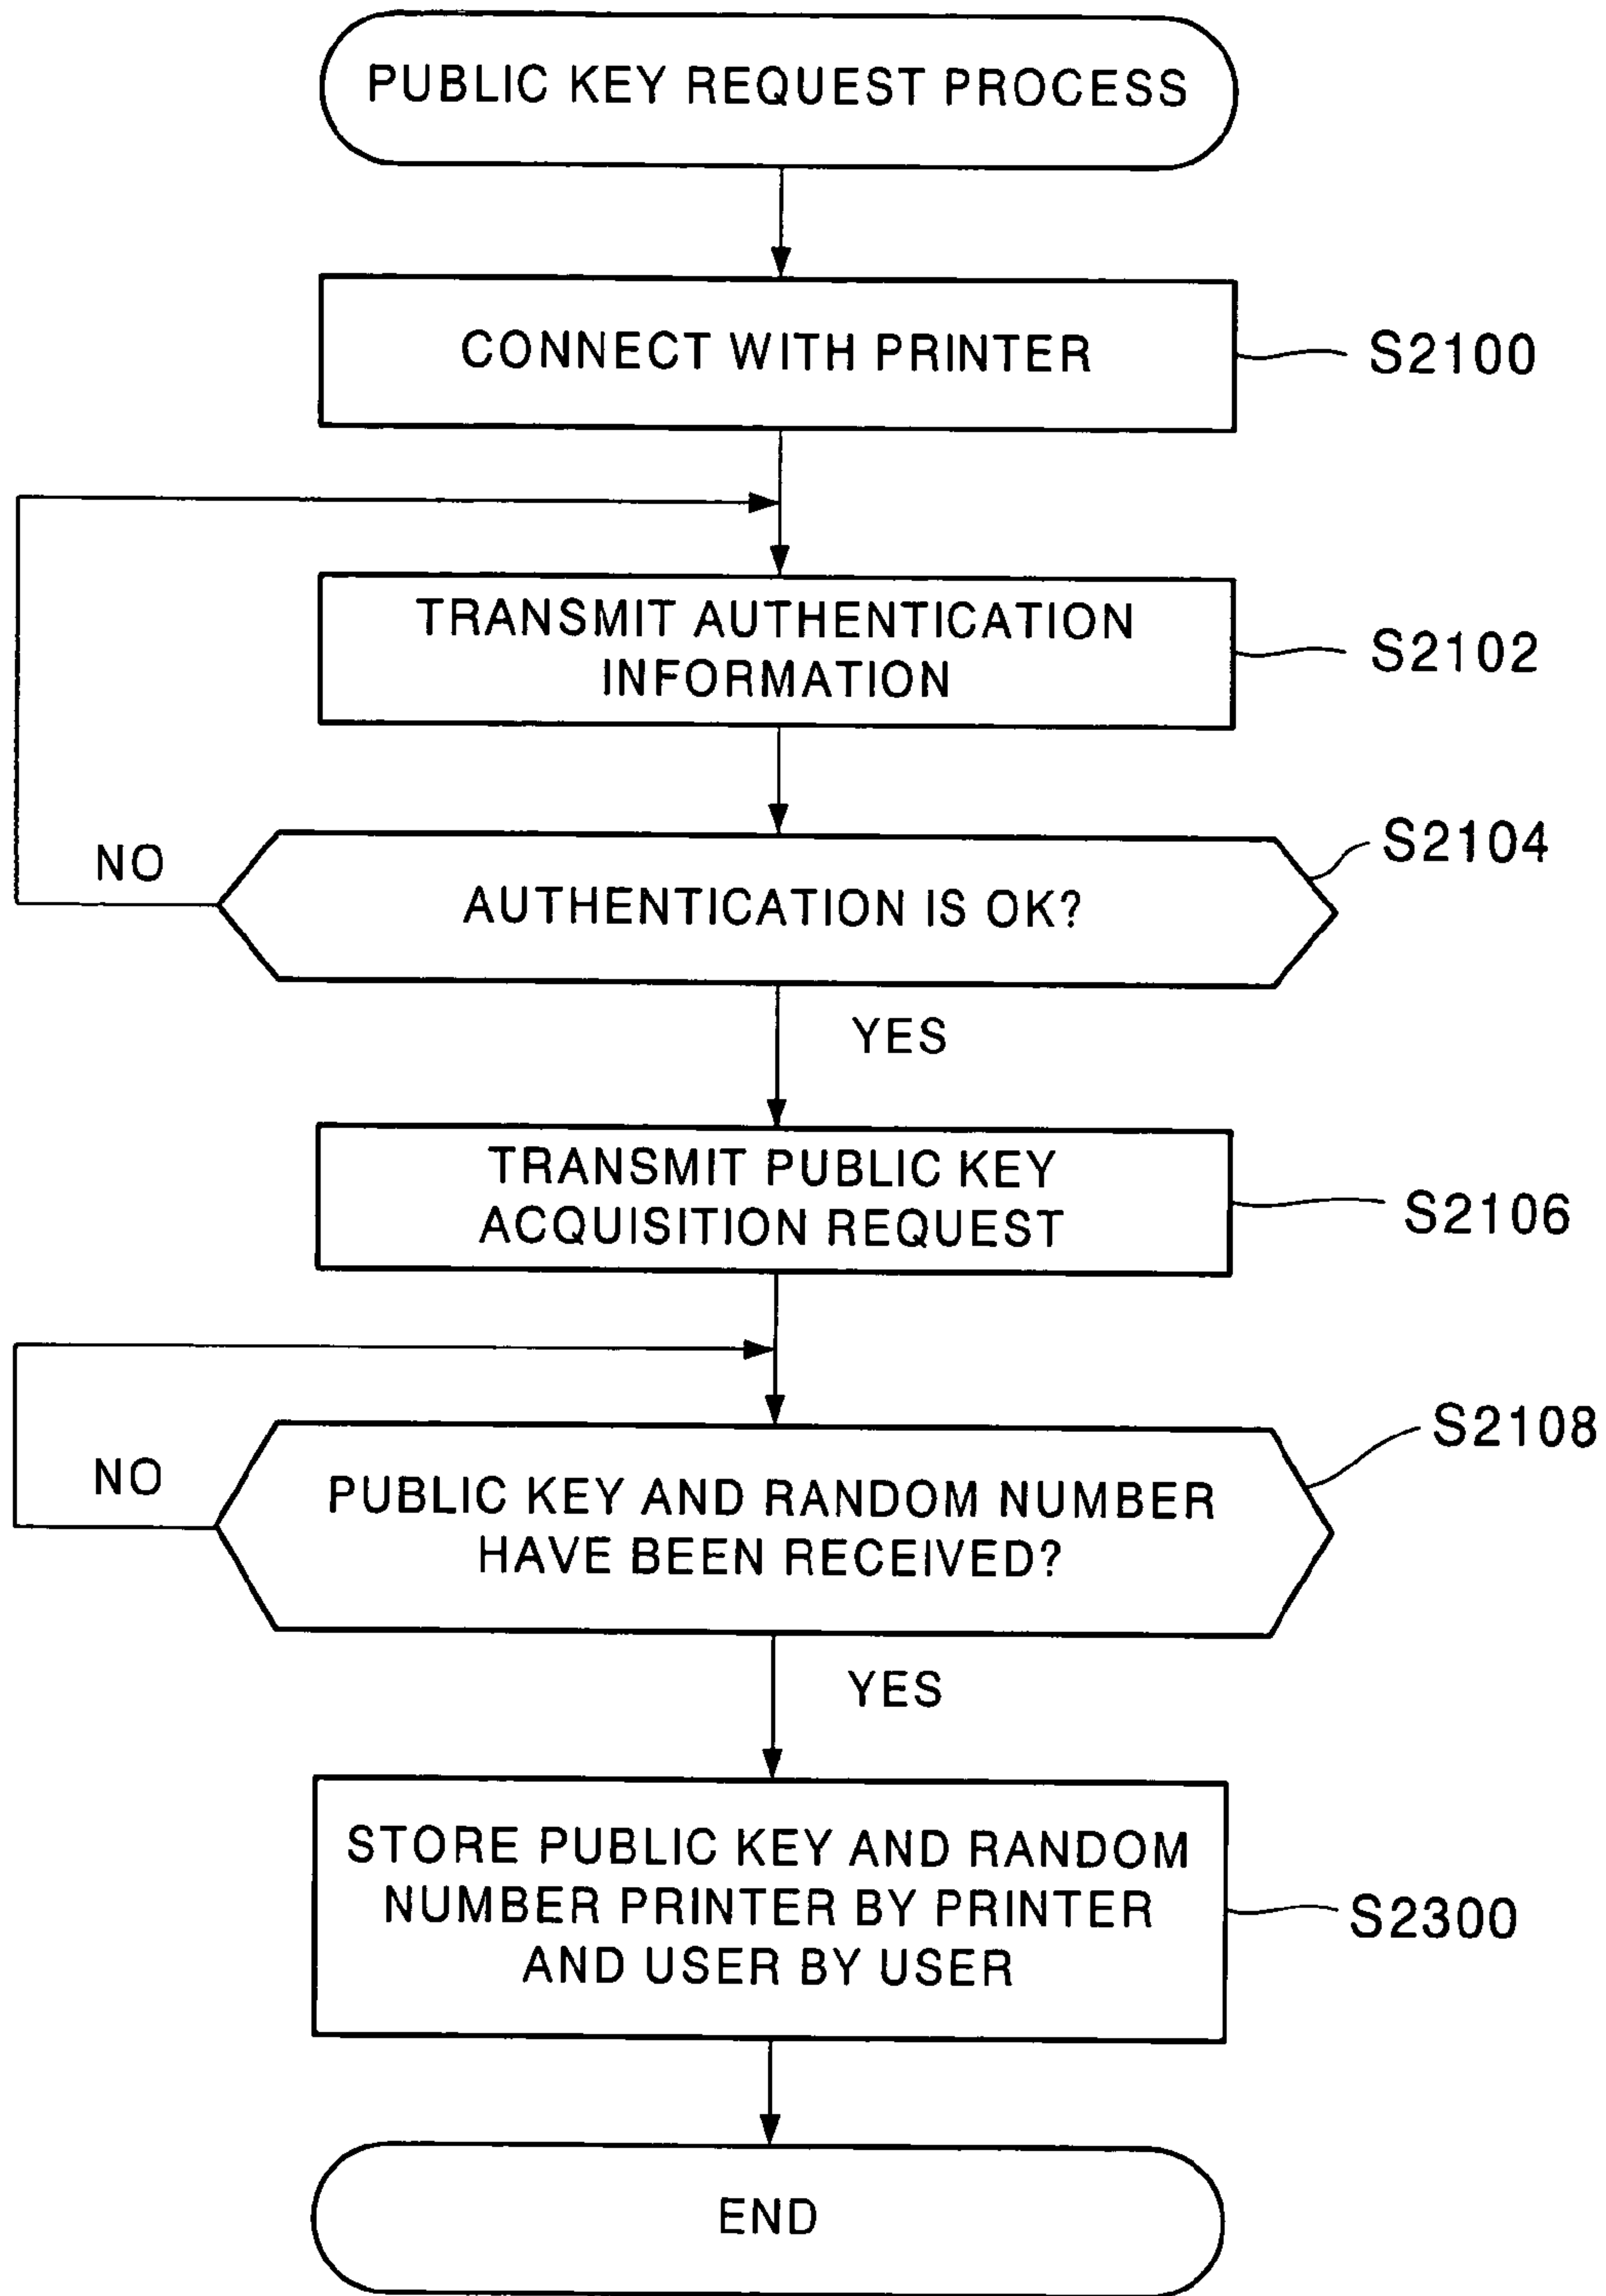 PUBLIC KEY REQUEST PROCESS
CONNECT WITH PRINTER
S2100
TRANSMIT AUTHENTICATION
INFORMATION
S2102
S2104
NO
AUTHENTICATION IS OK?
YES
TRANSMIT PUBLIC KEY
ACQUISITION REQUEST
S2106
S2108
NO
PUBLIC KEY AND RANDOM NUMBER
HAVE BEEN RECEIVED?
YES
STORE PUBLIC KEY AND RANDOM
NUMBER PRINTER BY PRINTER
AND USER BY USER
S2300
END